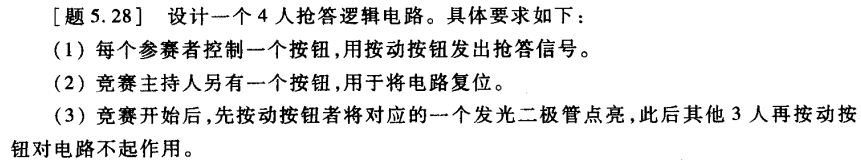 [题5.28] 设计一个4人抢答逻辑电路。具体要求如下：
(1) 每个参赛者控制一个按钮,用按动按钮发出抢答信号。
(2) 竞赛主持人另有一个按钮,用于将电路复位。
(3) 竞赛开始后,先按动按钮者将对应的一个发光二极管点亮,此后其他3人再按动按
钮对电路不起作用。